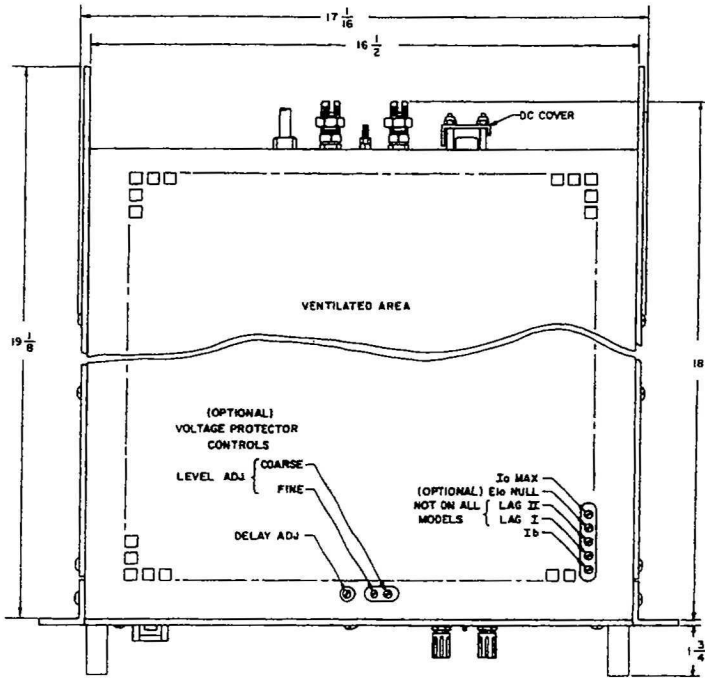 17 1/16
16 1/2
DC COVER
VENTILATED AREA
19 1/8
18
(OPTIONAL)
VOLTAGE PROTECTOR
CONTROLS
LEVEL ADJ { COARSE
FINE
DELAY ADJ
Io MAX
(OPTIONAL) EIo NULL
NOT ON ALL { LAG II
MODELS LAG I
Ib
1 3/4